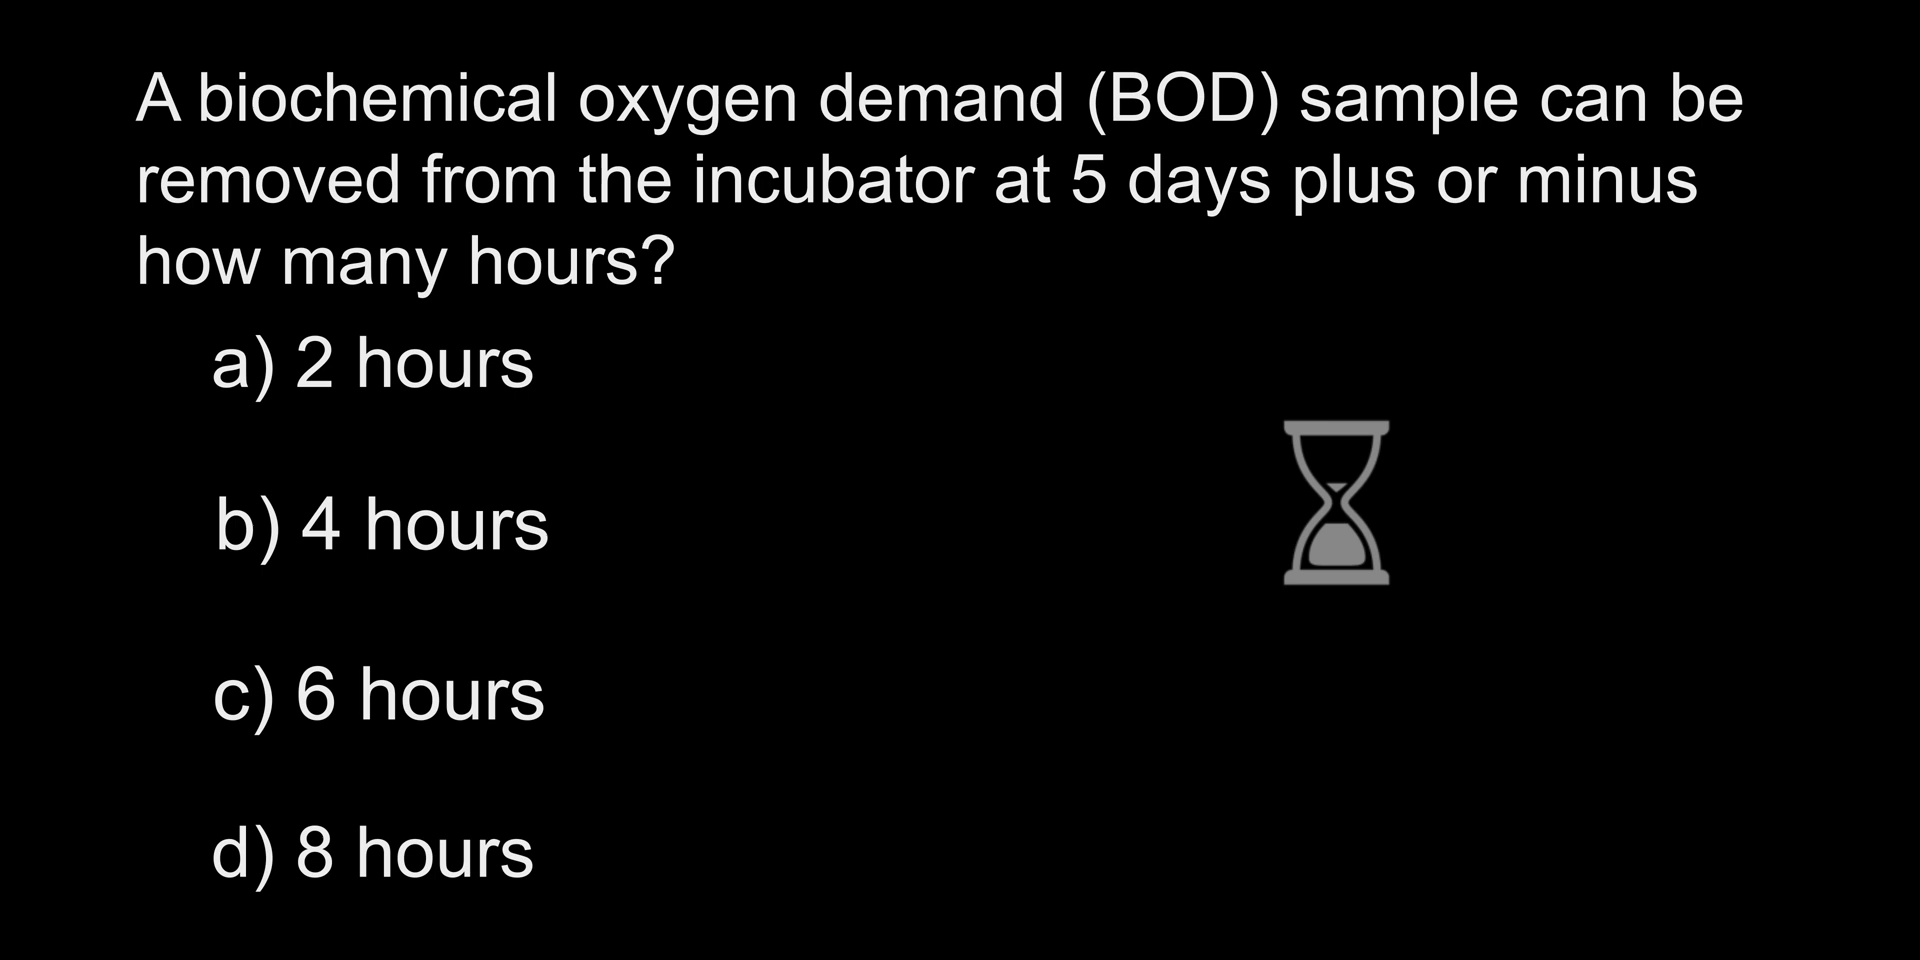 A biochemical oxygen demand (BOD) sample can be
removed from the incubator at 5 days plus or minus
how many hours?
a) 2 hours
b) 4 hours
c) 6 hours
d) 8 hours